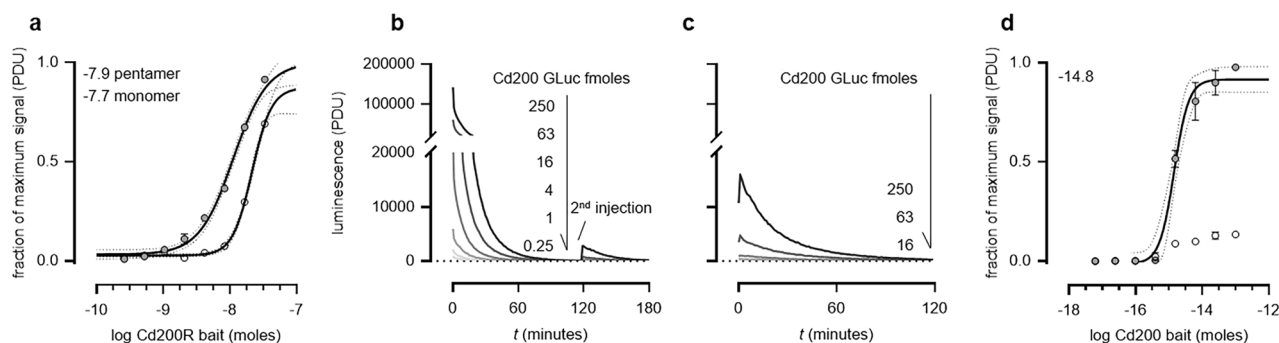 a
fraction of maximum signal (PDU)
1.0
0.5
0.0
-7.9 pentamer
-7.7 monomer
-10
-9
-8
-7
log Cd200R bait (moles)
b
luminescence (PDU)
200000
100000
20000
10000
0
Cd200 GLuc fmoles
250
63
16
4
1
0.25
2nd injection
0
60
120
180
t (minutes)
c
Cd200 GLuc fmoles
250
63
16
0
60
120
t (minutes)
d
fraction of maximum signal (PDU)
1.0
0.5
0.0
-14.8
-18
-16
-14
-12
log Cd200 bait (moles)